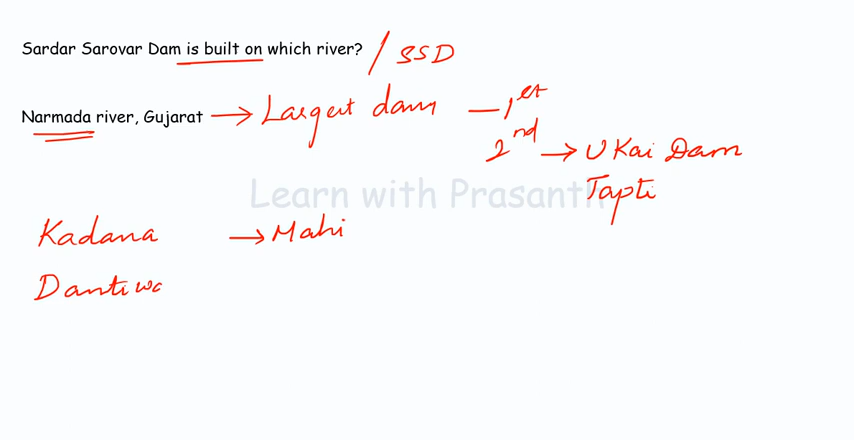 Sardar Sarovar Dam is built on which river? / SSD
Narmada river, Gujarat → Largest dam – 1st
2nd → Ukai Dam
Tapti
Learn with Prasanth
Kadana → Mahi
Dantiwa